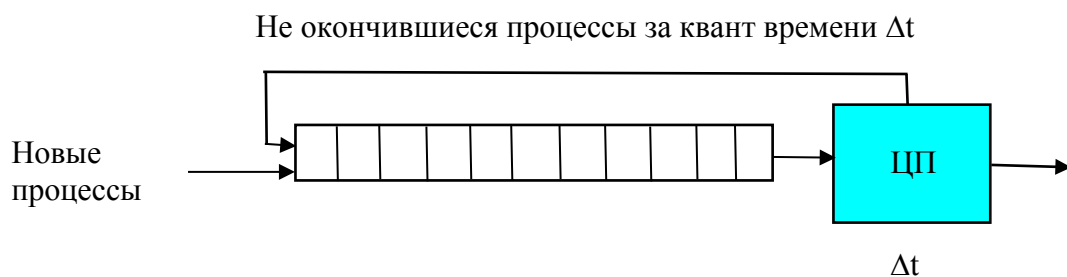 Не окончившиеся процессы за квант времени Δt
Новые
процессы
ЦП
Δt